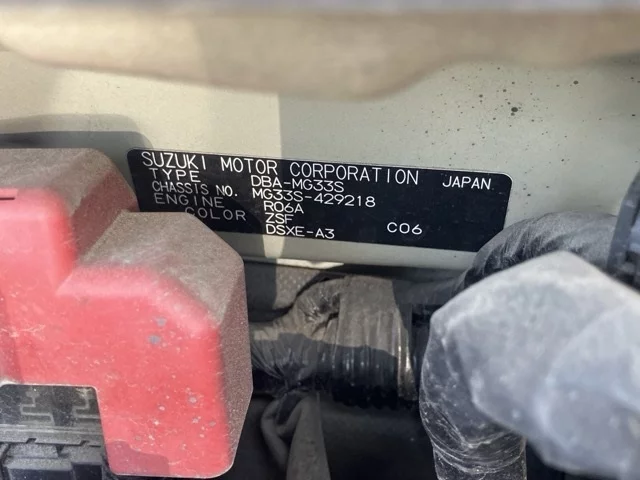 SUZUKI MOTOR CORPORATION JAPAN
TYPE DBA-MG33S
CHASSIS NO. MG33S-429218
ENGINE R06A
COLOR ZSF
DSXE-A3 C06